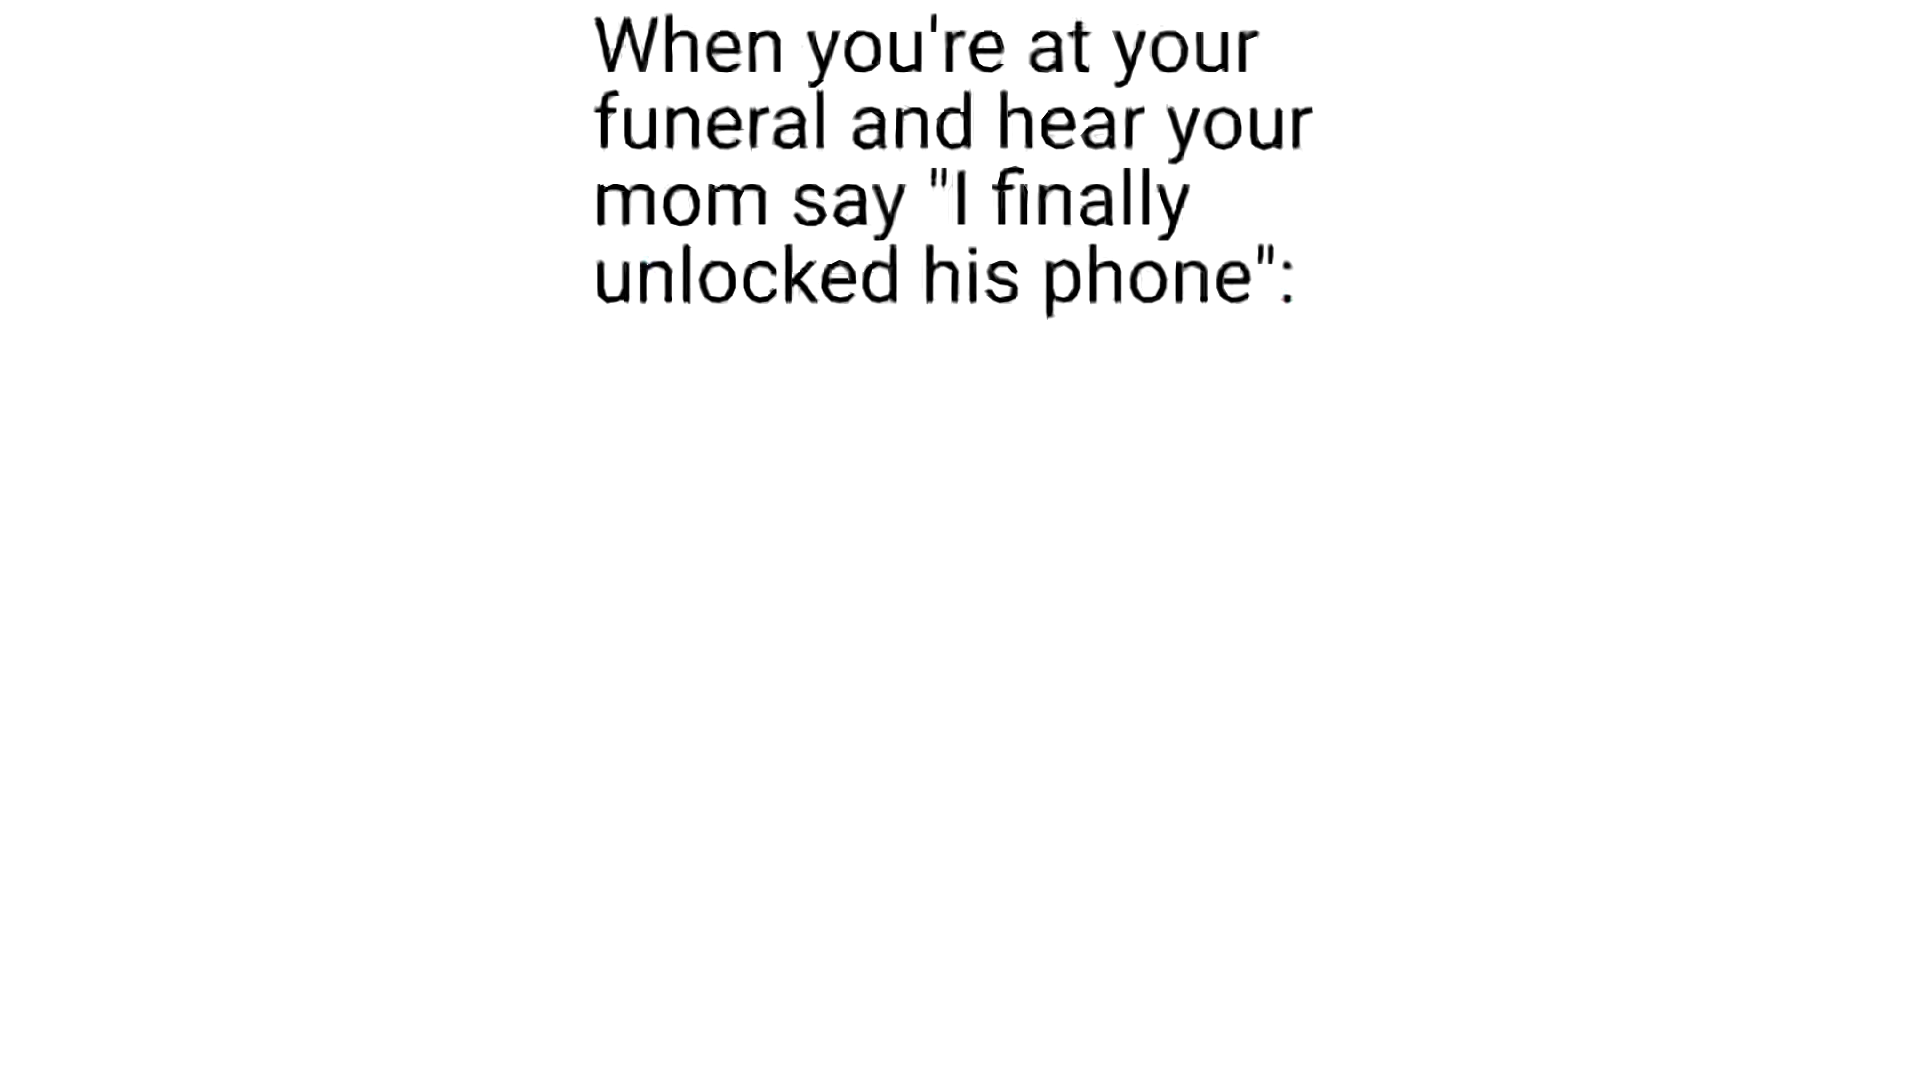 When you're at your
funeral and hear your
mom say "I finally
unlocked his phone":